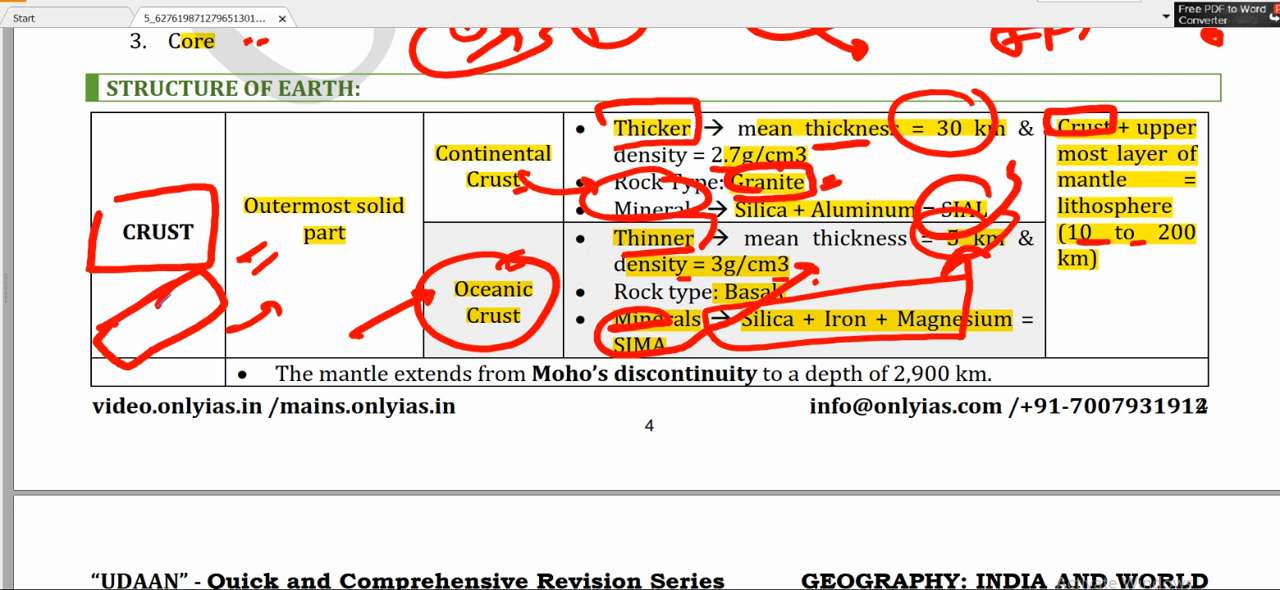 Start
5_627619871279651301...
Free PDF to Word
Converter
3. Core
STRUCTURE OF EARTH:
CRUST
Outermost solid
part
Continental
Crust
• Thicker → mean thickness = 30 km &
density = 2.7g/cm3
• Rock Type: Granite
• Mineral → Silica + Aluminum = SIAL
Oceanic
Crust
• Thinner → mean thickness = 5 km &
density = 3g/cm3
• Rock type: Basalt
• Minerals → Silica + Iron + Magnesium =
SIMA
Crust + upper
most layer of
mantle =
lithosphere
(10 to 200
km)
• The mantle extends from Moho's discontinuity to a depth of 2,900 km.
video.onlyias.in /mains.onlyias.in
info@onlyias.com /+91-7007931912
4
"UDAAN" - Quick and Comprehensive Revision Series
GEOGRAPHY: INDIA AND WORLD
Activate Windows